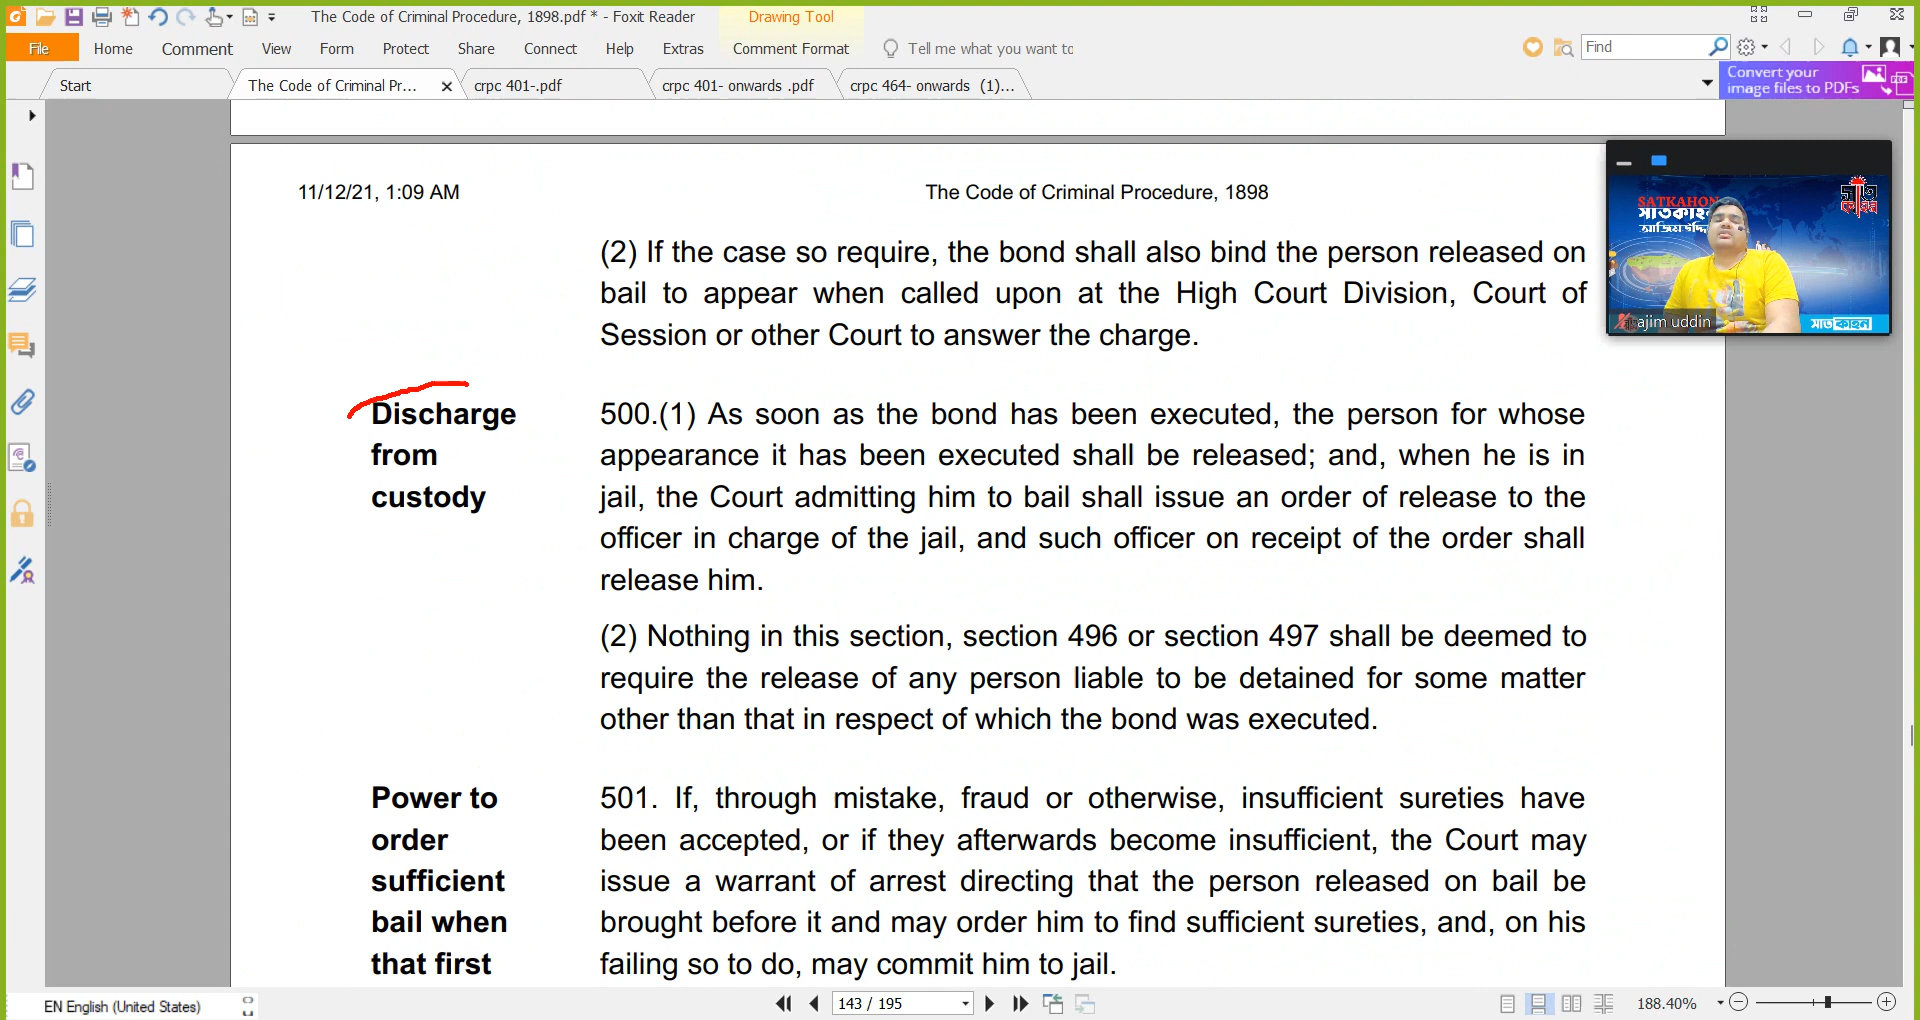 The Code of Criminal Procedure, 1898.pdf * - Foxit Reader
Drawing Tool
File Home Comment View Form Protect Share Connect Help Extras Comment Format Tell me what you want to
Find
Start
The Code of Criminal Pr...
crpc 401-.pdf
crpc 401- onwards .pdf
crpc 464- onwards (1)...
Convert your
image files to PDFs
11/12/21, 1:09 AM
The Code of Criminal Procedure, 1898
(2) If the case so require, the bond shall also bind the person released on
bail to appear when called upon at the High Court Division, Court of
Session or other Court to answer the charge.
SATKAHON
সাতকাহন
সাত
কাহন
ajim uddin
সাতকাহন
Discharge
from
custody
500.(1) As soon as the bond has been executed, the person for whose
appearance it has been executed shall be released; and, when he is in
jail, the Court admitting him to bail shall issue an order of release to the
officer in charge of the jail, and such officer on receipt of the order shall
release him.
(2) Nothing in this section, section 496 or section 497 shall be deemed to
require the release of any person liable to be detained for some matter
other than that in respect of which the bond was executed.
Power to
order
sufficient
bail when
that first
501. If, through mistake, fraud or otherwise, insufficient sureties have
been accepted, or if they afterwards become insufficient, the Court may
issue a warrant of arrest directing that the person released on bail be
brought before it and may order him to find sufficient sureties, and, on his
failing so to do, may commit him to jail.
EN English (United States)
143 / 195
188.40%